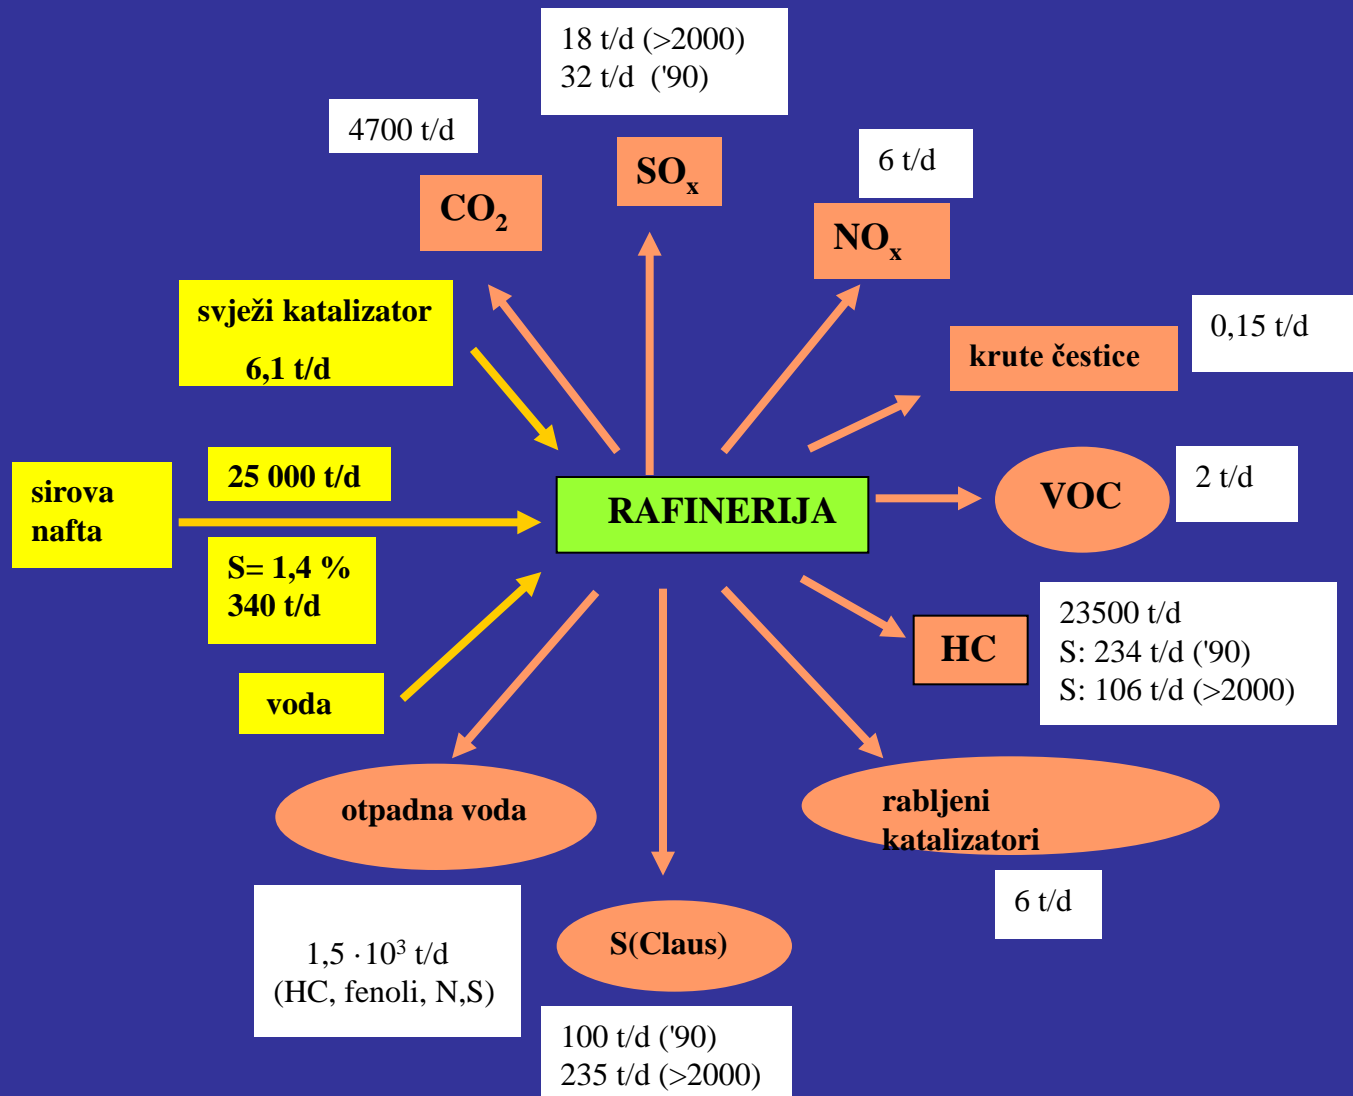 18 t/d (>2000)
32 t/d ('90)
4700 t/d
SOₓ
6 t/d
CO₂
NOₓ
svježi katalizator
6,1 t/d
0,15 t/d
krute čestice
sirova
nafta
25 000 t/d
S= 1,4 %
340 t/d
RAFINERIJA
VOC
2 t/d
voda
HC
23500 t/d
S: 234 t/d ('90)
S: 106 t/d (>2000)
otpadna voda
1,5 ·10³ t/d
(HC, fenoli, N,S)
S(Claus)
100 t/d ('90)
235 t/d (>2000)
rabljeni
katalizatori
6 t/d